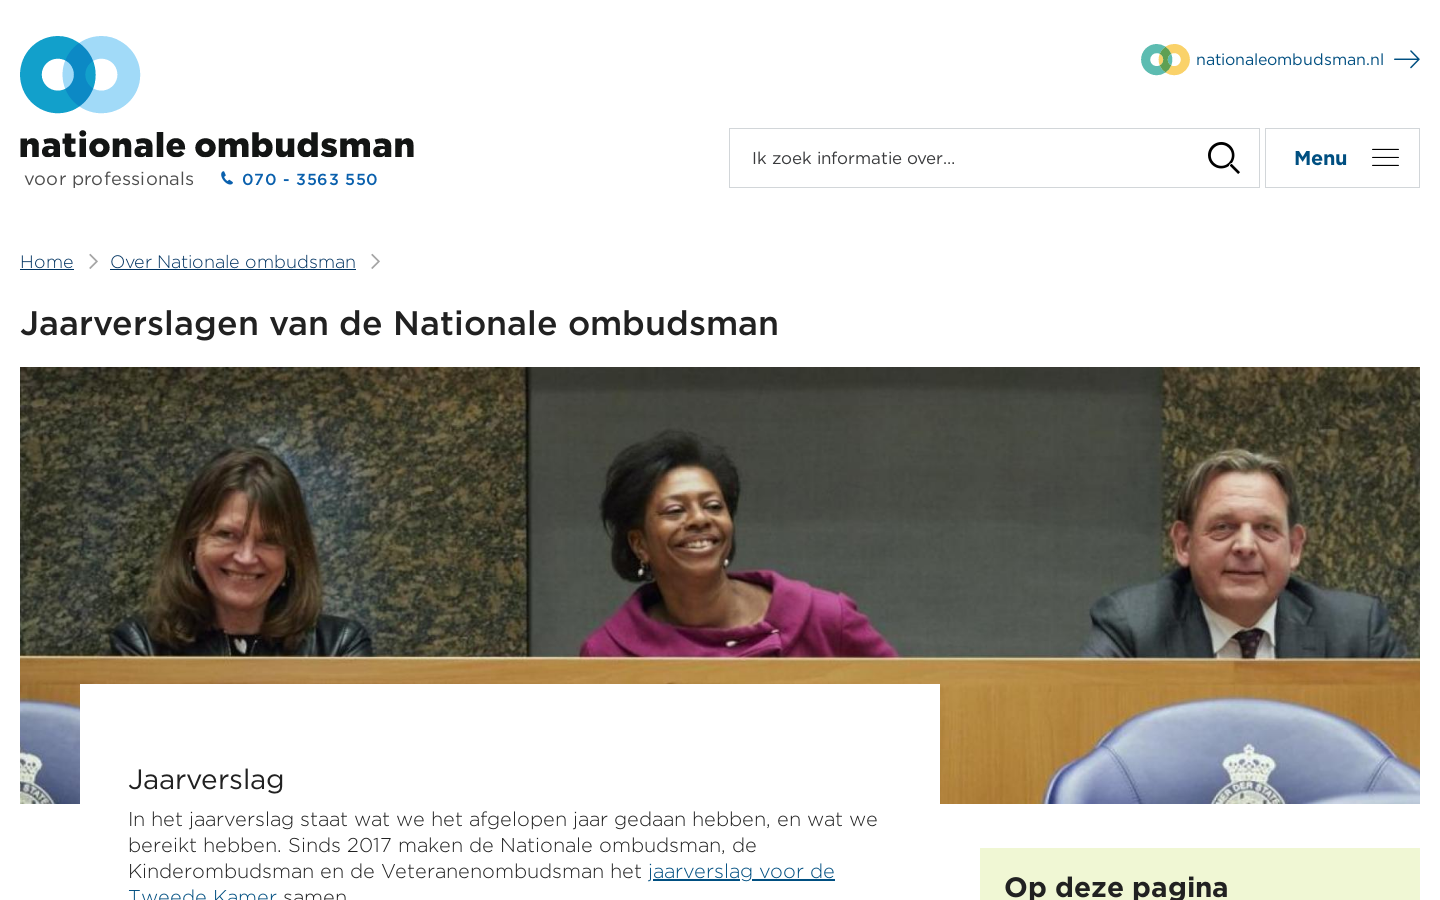 nationaleombudsman.nl
nationale ombudsman
voor professionals 070 - 3563 550
Ik zoek informatie over...
Menu
Home Over Nationale ombudsman
Jaarverslagen van de Nationale ombudsman
Jaarverslag
In het jaarverslag staat wat we het afgelopen jaar gedaan hebben, en wat we
bereikt hebben. Sinds 2017 maken de Nationale ombudsman, de
Kinderombudsman en de Veteranenombudsman het jaarverslag voor de
Tweede Kamer samen.
Op deze pagina